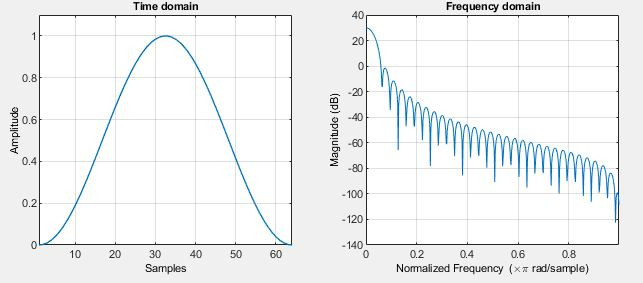 Time domain
Amplitude
1
0.8
0.6
0.4
0.2
0
10 20 30 40 50 60
Samples
Frequency domain
Magnitude (dB)
40
20
0
-20
-40
-60
-80
-100
-120
-140
0 0.2 0.4 0.6 0.8
Normalized Frequency (×π rad/sample)